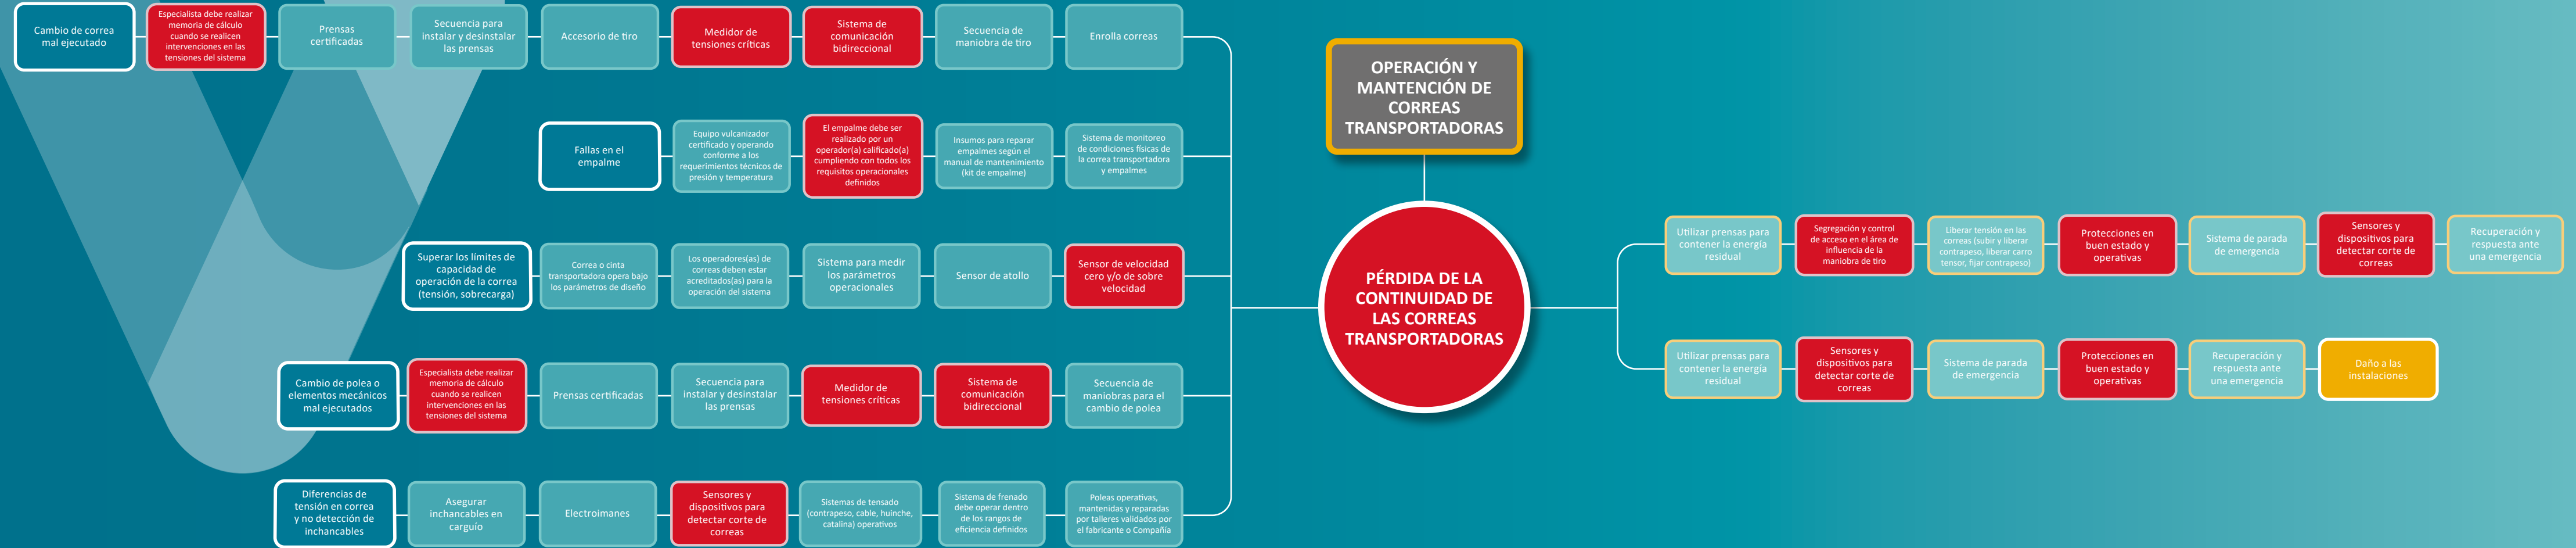 Cambio de correa
mal ejecutado
Especialista debe realizar
memoria de cálculo
cuando se realicen
intervenciones en las
tensiones del sistema
Prensas
certificadas
Secuencia para
instalar y desinstalar
las prensas
Accesorio de tiro
Medidor de
tensiones críticas
Sistema de
comunicación
bidireccional
Secuencia de
maniobra de tiro
Enrolla correas
Fallas en el
empalme
Equipo vulcanizador
certificado y operando
conforme a los
requerimientos técnicos de
presión y temperatura
El empalme debe ser
realizado por un
operador(a) calificado(a)
cumpliendo con todos los
requisitos operacionales
definidos
Insumos para reparar
empalmes según el
manual de mantenimiento
(kit de empalme)
Sistema de monitoreo
de condiciones físicas de
la correa transportadora
y empalmes
Superar los límites de
capacidad de
operación de la correa
(tensión, sobrecarga)
Correa o cinta
transportadora opera bajo
los parámetros de diseño
Los operadores(as) de
correas deben estar
acreditados(as) para la
operación del sistema
Sistema para medir
los parámetros
operacionales
Sensor de atollo
Sensor de velocidad
cero y/o de sobre
velocidad
Cambio de polea o
elementos mecánicos
mal ejecutados
Especialista debe realizar
memoria de cálculo
cuando se realicen
intervenciones en las
tensiones del sistema
Prensas certificadas
Secuencia para
instalar y desinstalar
las prensas
Medidor de
tensiones críticas
Sistema de
comunicación
bidireccional
Secuencia de
maniobras para el
cambio de polea
Diferencias de
tensión en correa
y no detección de
inchancables
Asegurar
inchancables en
carguío
Electroimanes
Sensores y
dispositivos para
detectar corte de
correas
Sistemas de tensado
(contrapeso, cable, huinche,
catalina) operativos
Sistema de frenado
debe operar dentro
de los rangos de
eficiencia definidos
Poleas operativas,
mantenidas y reparadas
por talleres validados por
el fabricante o Compañía
OPERACIÓN Y
MANTENCIÓN DE
CORREAS
TRANSPORTADORAS
PÉRDIDA DE LA
CONTINUIDAD DE
LAS CORREAS
TRANSPORTADORAS
Utilizar prensas para
contener la energía
residual
Segregación y control
de acceso en el área de
influencia de la
maniobra de tiro
Liberar tensión en las
correas (subir y liberar
contrapeso, liberar carro
tensor, fijar contrapeso)
Protecciones en
buen estado y
operativas
Sistema de parada
de emergencia
Sensores y
dispositivos para
detectar corte de
correas
Recuperación y
respuesta ante
una emergencia
Utilizar prensas para
contener la energía
residual
Sensores y
dispositivos para
detectar corte de
correas
Sistema de parada
de emergencia
Protecciones en
buen estado y
operativas
Recuperación y
respuesta ante
una emergencia
Daño a las
instalaciones